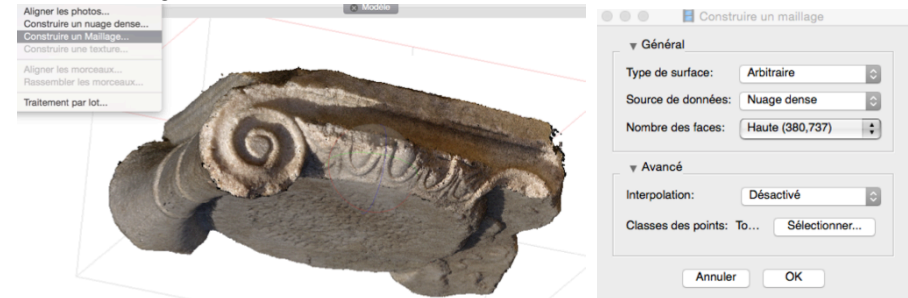 Aligner les photos...
Construire un nuage dense...
Construire un Maillage...
Construire une texture...
Aligner les morceaux...
Rassembler les morceaux...
Traitement par lot...
Modèle
Construire un maillage
Général
Type de surface: Arbitraire
Source de données: Nuage dense
Nombre des faces: Haute (380,737)
Avancé
Interpolation: Désactivé
Classes des points: To... Sélectionner...
Annuler OK